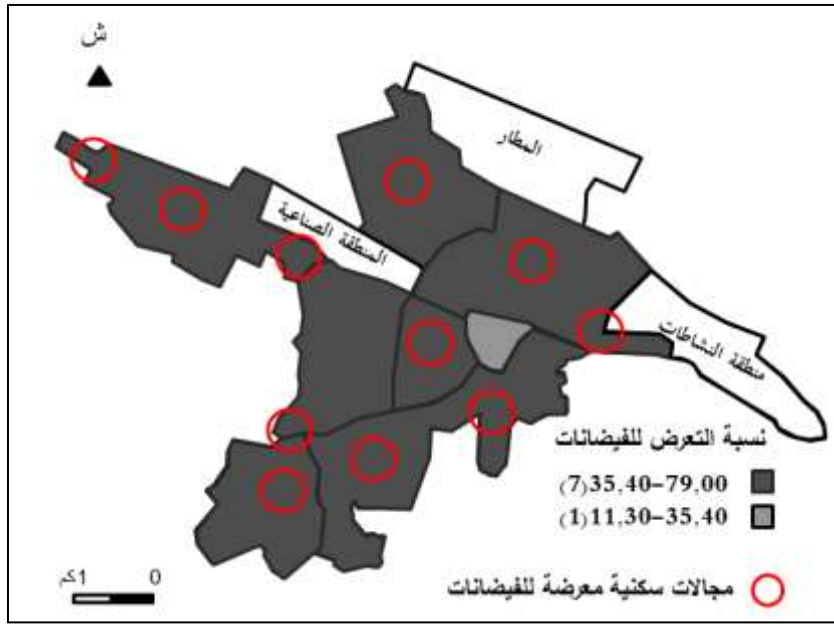 ش
المطار
المنطقة الصناعية
منطقة النشاطات
نسبة التعرض للفيضانات
35,40-79,00(7)
11,30-35,40(1)
مجالات سكنية معرضة للفيضانات
1كم 0